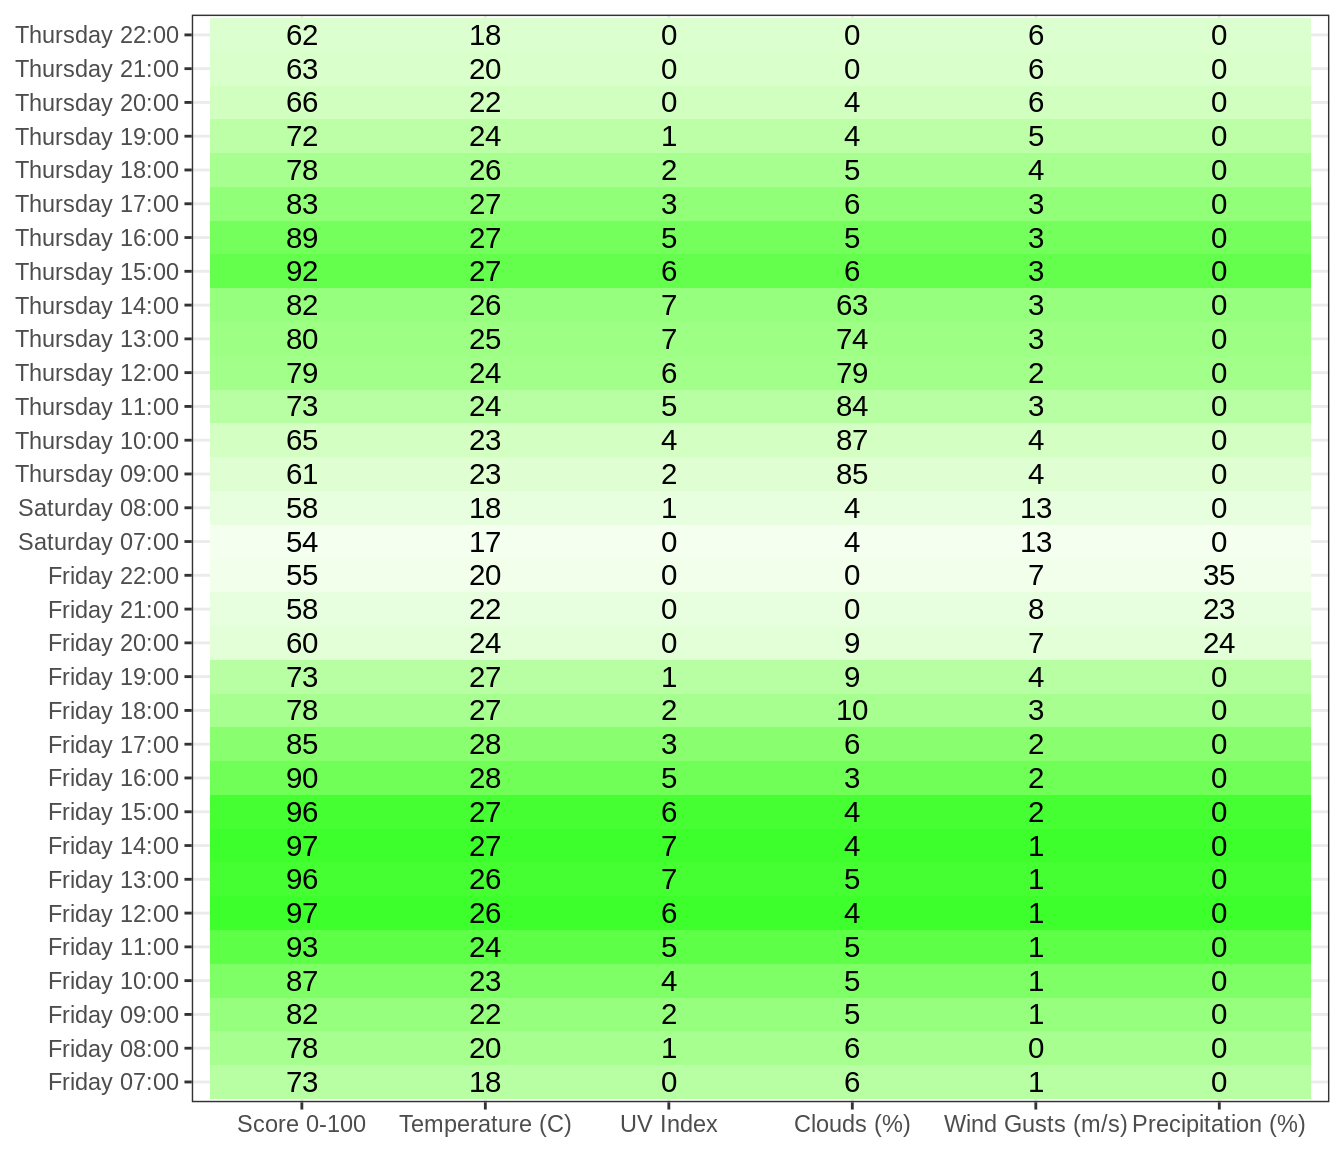 Thursday 22:00 62 18 0 0 6 0
Thursday 21:00 63 20 0 0 6 0
Thursday 20:00 66 22 0 4 6 0
Thursday 19:00 72 24 1 4 5 0
Thursday 18:00 78 26 2 5 4 0
Thursday 17:00 83 27 3 6 3 0
Thursday 16:00 89 27 5 5 3 0
Thursday 15:00 92 27 6 6 3 0
Thursday 14:00 82 26 7 63 3 0
Thursday 13:00 80 25 7 74 3 0
Thursday 12:00 79 24 6 79 2 0
Thursday 11:00 73 24 5 84 3 0
Thursday 10:00 65 23 4 87 4 0
Thursday 09:00 61 23 2 85 4 0
Saturday 08:00 58 18 1 4 13 0
Saturday 07:00 54 17 0 4 13 0
Friday 22:00 55 20 0 0 7 35
Friday 21:00 58 22 0 0 8 23
Friday 20:00 60 24 0 9 7 24
Friday 19:00 73 27 1 9 4 0
Friday 18:00 78 27 2 10 3 0
Friday 17:00 85 28 3 6 2 0
Friday 16:00 90 28 5 3 2 0
Friday 15:00 96 27 6 4 2 0
Friday 14:00 97 27 7 4 1 0
Friday 13:00 96 26 7 5 1 0
Friday 12:00 97 26 6 4 1 0
Friday 11:00 93 24 5 5 1 0
Friday 10:00 87 23 4 5 1 0
Friday 09:00 82 22 2 5 1 0
Friday 08:00 78 20 1 6 0 0
Friday 07:00 73 18 0 6 1 0
Score 0-100 Temperature (C) UV Index Clouds (%) Wind Gusts (m/s) Precipitation (%)